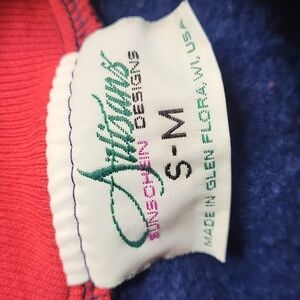 Artisans
SUNSCHEIN DESIGNS
S-M
MADE IN GLEN FLORA, WI, USA